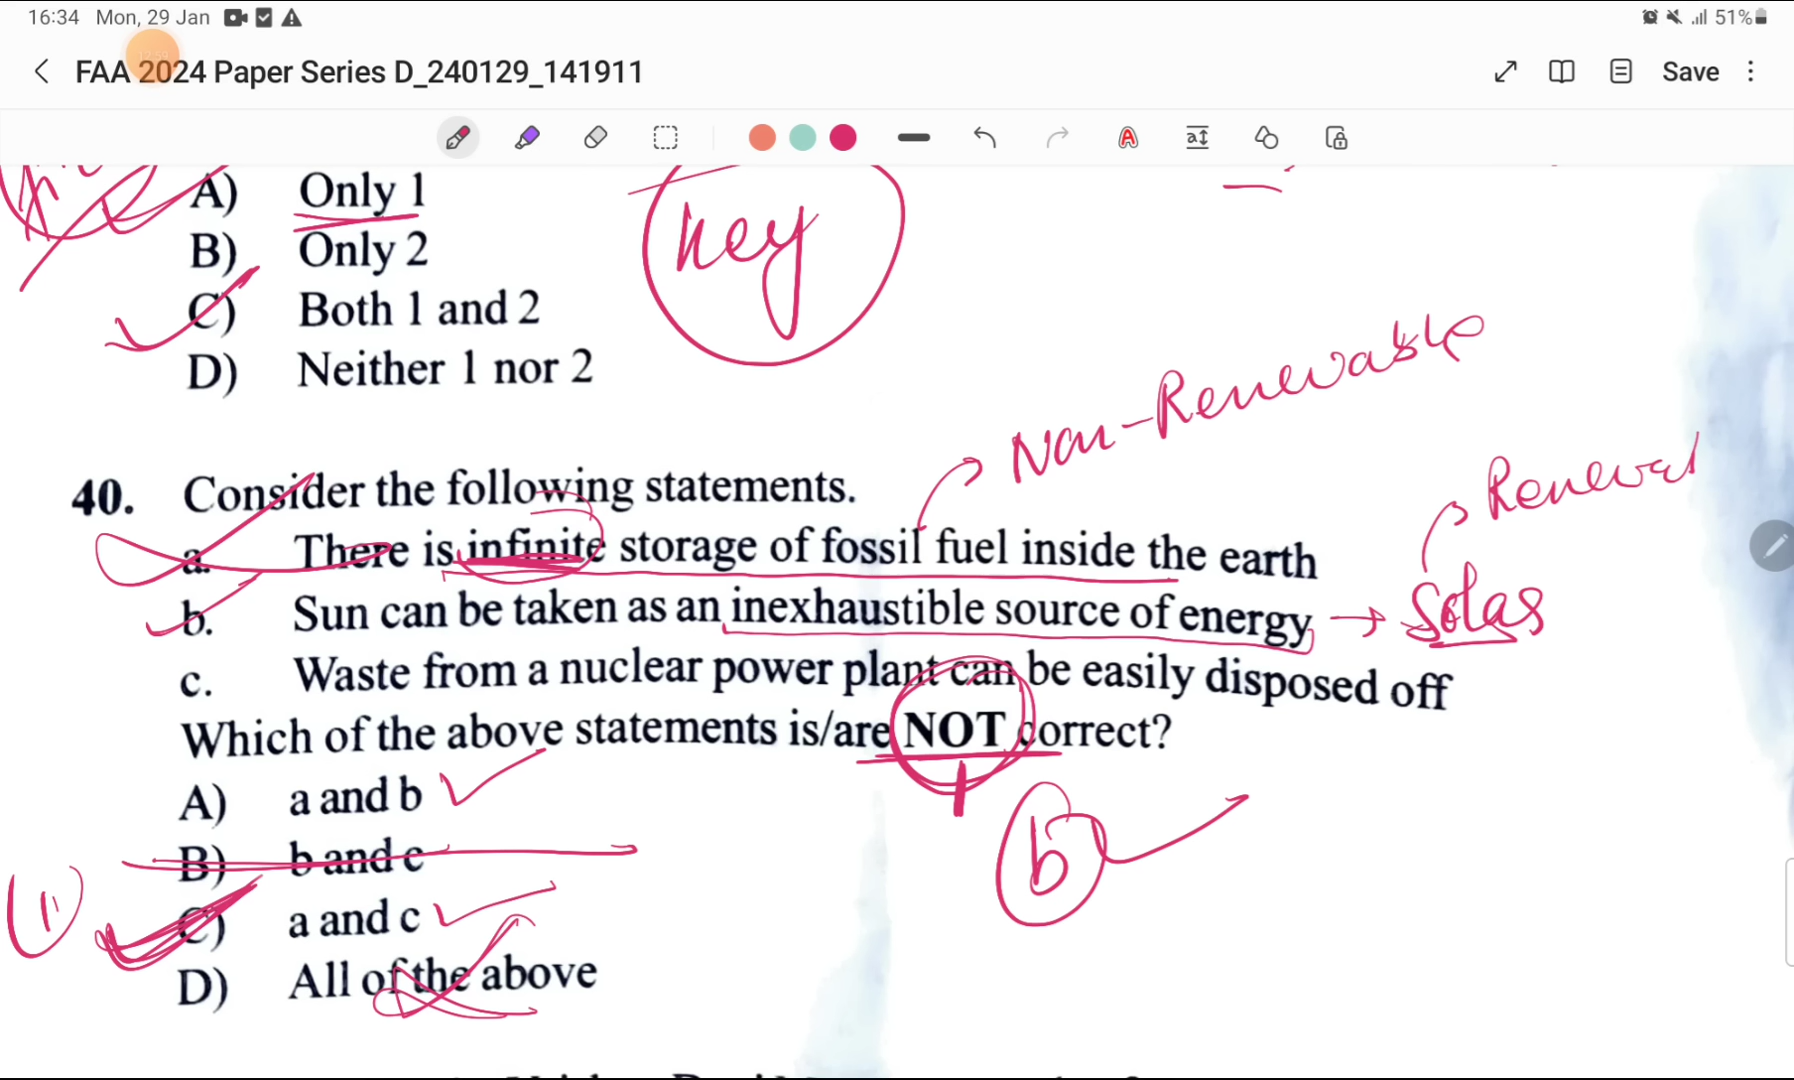 16:34 Mon, 29 Jan
51%
FAA 2024 Paper Series D_240129_141911
Save
A) Only 1
B) Only 2
C) Both 1 and 2
D) Neither 1 nor 2
key
Non-Renewable
40. Consider the following statements.
a. There is infinite storage of fossil fuel inside the earth
Renewal
b. Sun can be taken as an inexhaustible source of energy → Solas
c. Waste from a nuclear power plant can be easily disposed off
Which of the above statements is/are NOT correct?
A) a and b
b
B) b and c
C) a and c
D) All of the above